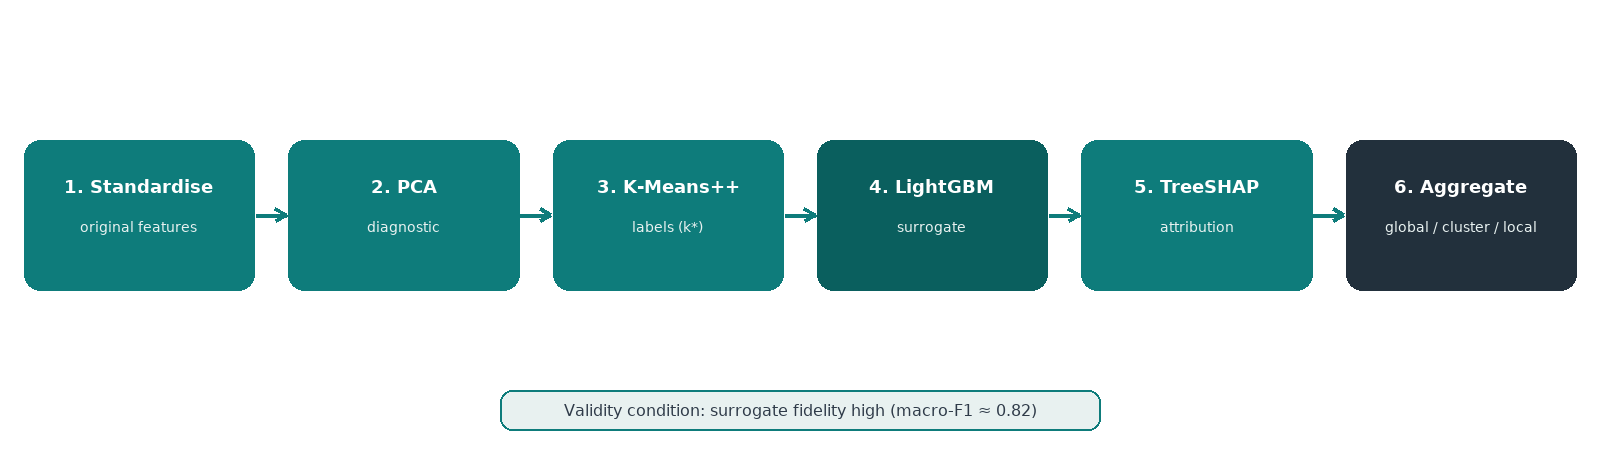 1. Standardise
original features
2. PCA
diagnostic
3. K-Means++
labels (k*)
4. LightGBM
surrogate
5. TreeSHAP
attribution
6. Aggregate
global / cluster / local
Validity condition: surrogate fidelity high (macro-F1 ≈ 0.82)